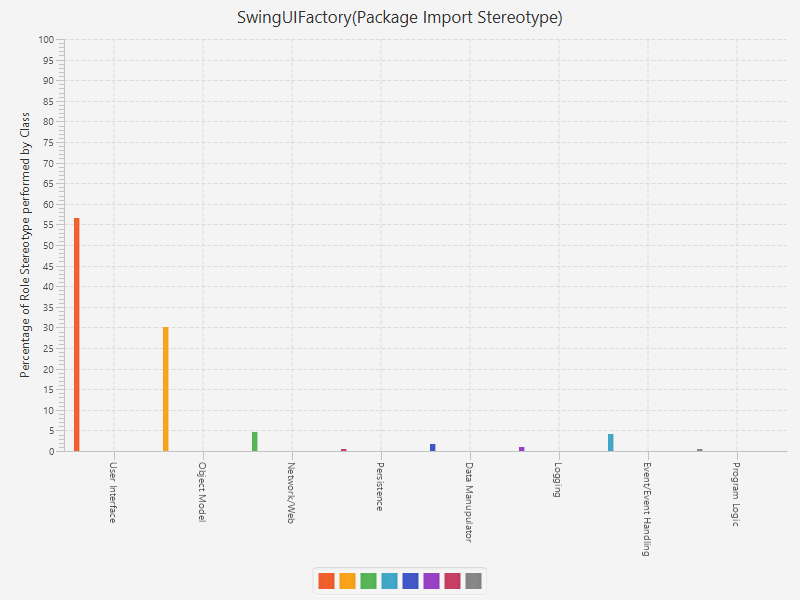 SwingUIFactory(Package Import Stereotype)
Percentage of Role Stereotype performed by Class
100
95
90
85
80
75
70
65
60
55
50
45
40
35
30
25
20
15
10
5
0
User Interface
Object Model
Network/Web
Persistence
Data Manupulator
Logging
Event/Event Handling
Program Logic